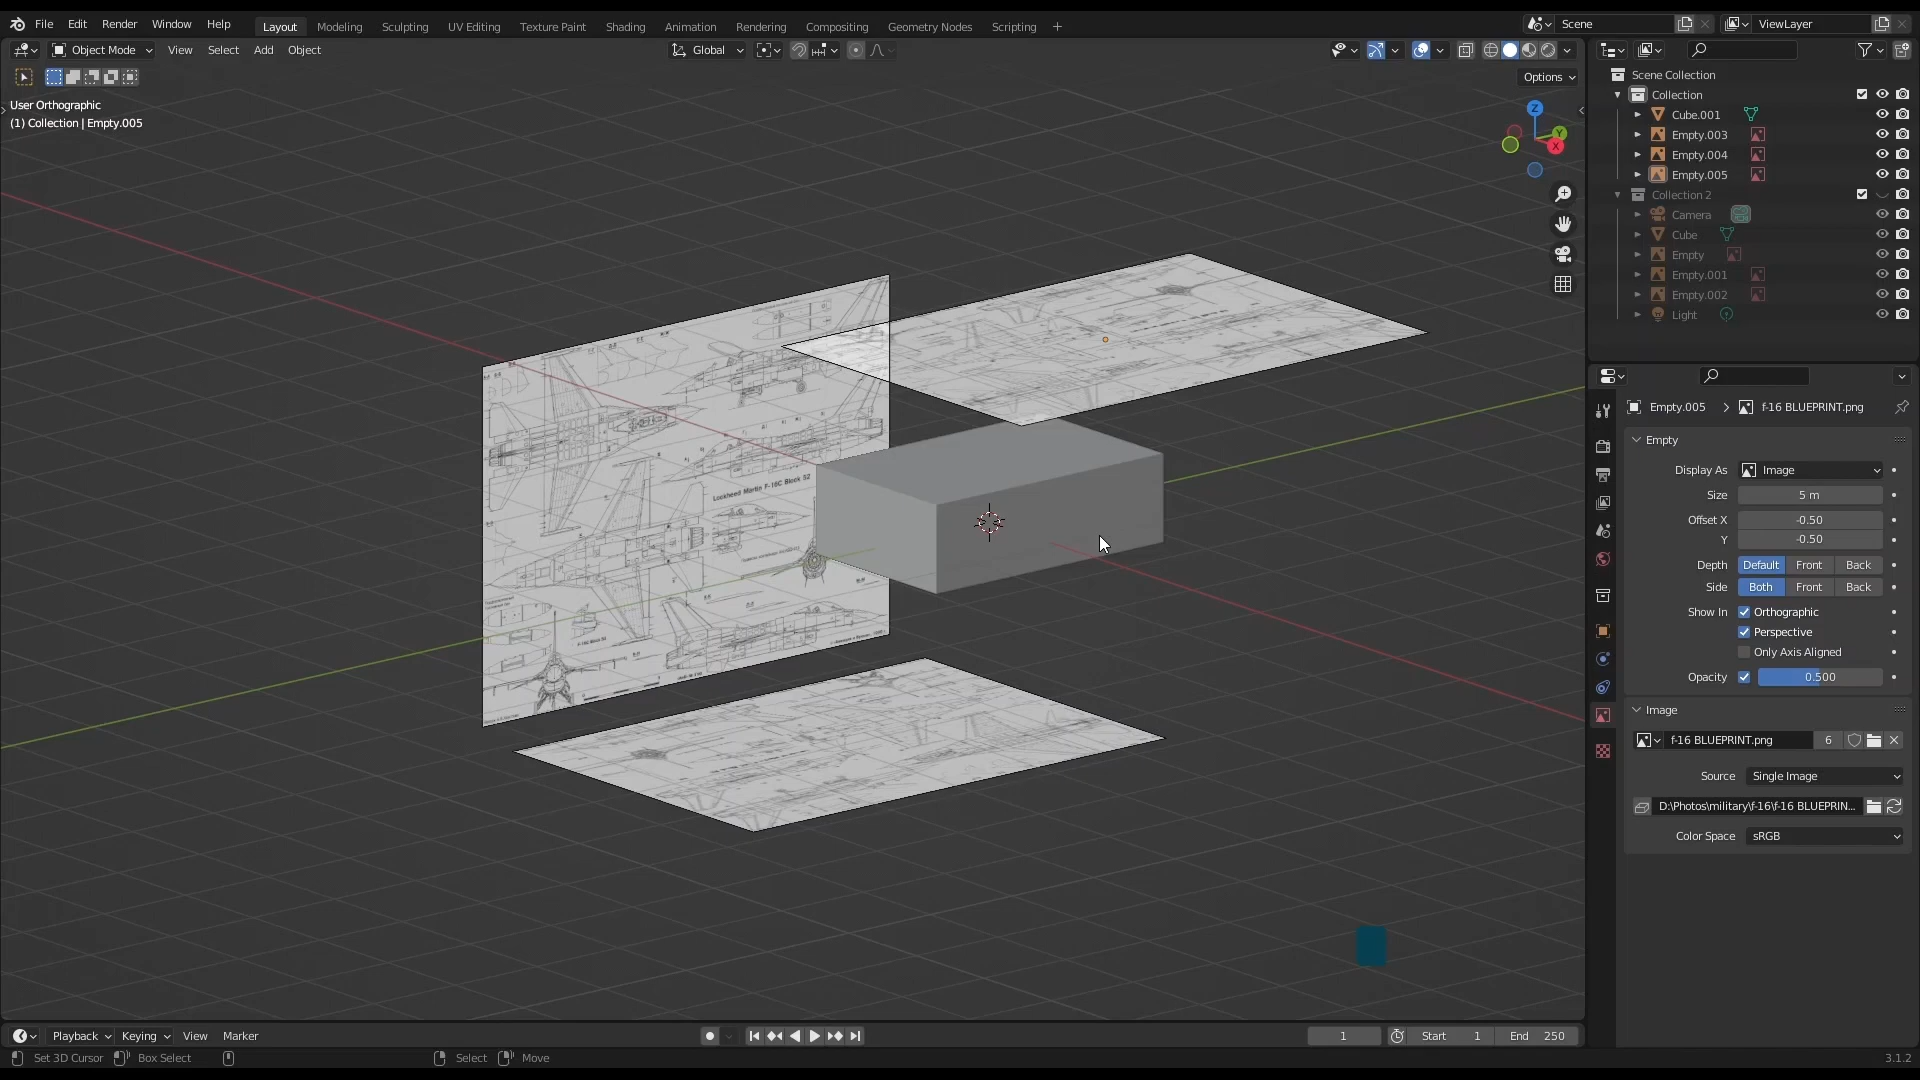 File Edit Render Window Help Layout Modeling Sculpting UV Editing Texture Paint Shading Animation Rendering Compositing Geometry Nodes Scripting + Scene ViewLayer
Object Mode View Select Add Object Global
Options
User Orthographic
(1) Collection | Empty.005
Z
Y
X
Lockheed Martin F-16C Block 52
Scene Collection
Collection
Cube.001
Empty.003
Empty.004
Empty.005
Collection 2
Camera
Cube
Empty
Empty.001
Empty.002
Light
Empty.005 f-16 BLUEPRINT.png
Empty
Display As Image
Size 5 m
Offset X -0.50
Y -0.50
Depth Default Front Back
Side Both Front Back
Show In Orthographic
Perspective
Only Axis Aligned
Opacity 0.500
Image
f-16 BLUEPRINT.png 6
Source Single Image
D:\Photos\military\f-16\f-16 BLUEPRIN...
Color Space sRGB
Playback Keying View Marker 1 Start 1 End 250
Set 3D Cursor Box Select Select Move 3.1.2